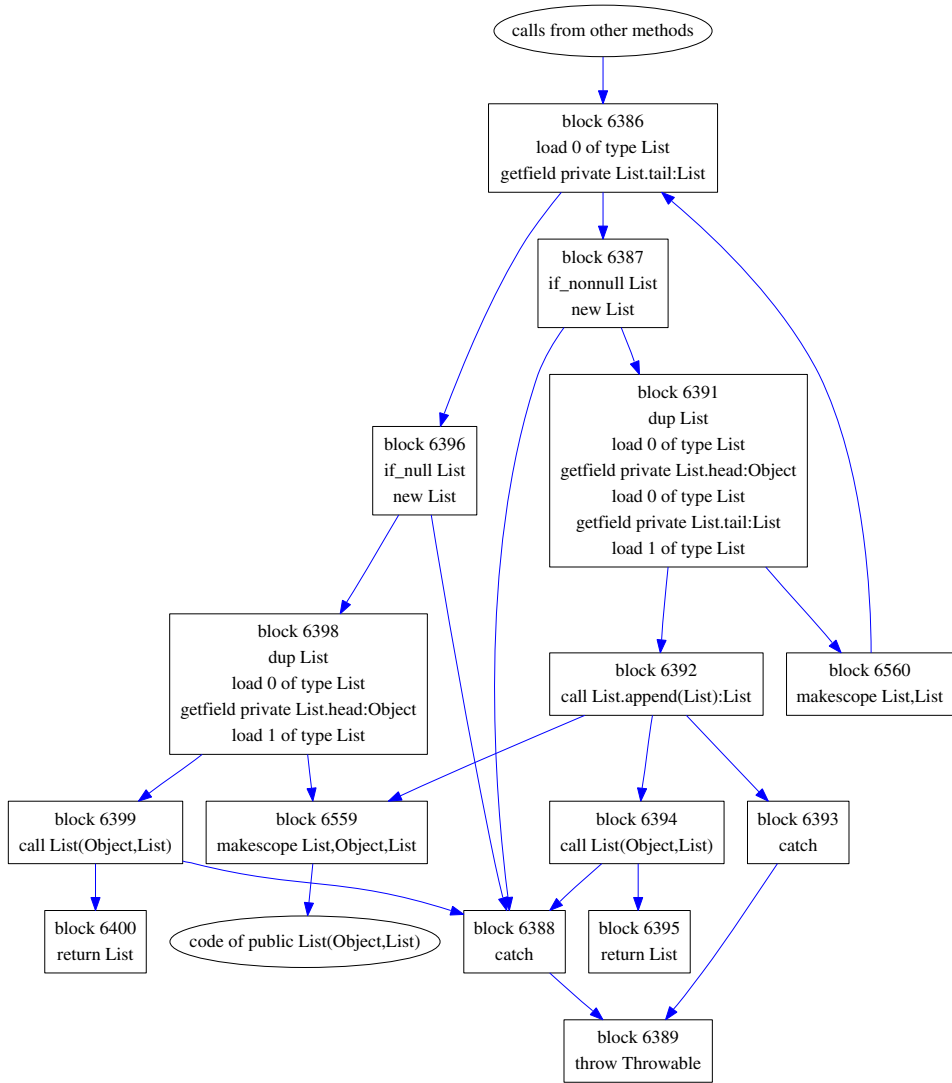 calls from other methods
block 6386
load 0 of type List
getfield private List.tail:List
block 6387
if_nonnull List
new List
block 6391
dup List
load 0 of type List
getfield private List.head:Object
load 0 of type List
getfield private List.tail:List
load 1 of type List
block 6396
if_null List
new List
block 6398
dup List
load 0 of type List
getfield private List.head:Object
load 1 of type List
block 6392
call List.append(List):List
block 6560
makescope List,List
block 6399
call List(Object,List)
block 6559
makescope List,Object,List
block 6394
call List(Object,List)
block 6393
catch
block 6400
return List
code of public List(Object,List)
block 6388
catch
block 6395
return List
block 6389
throw Throwable